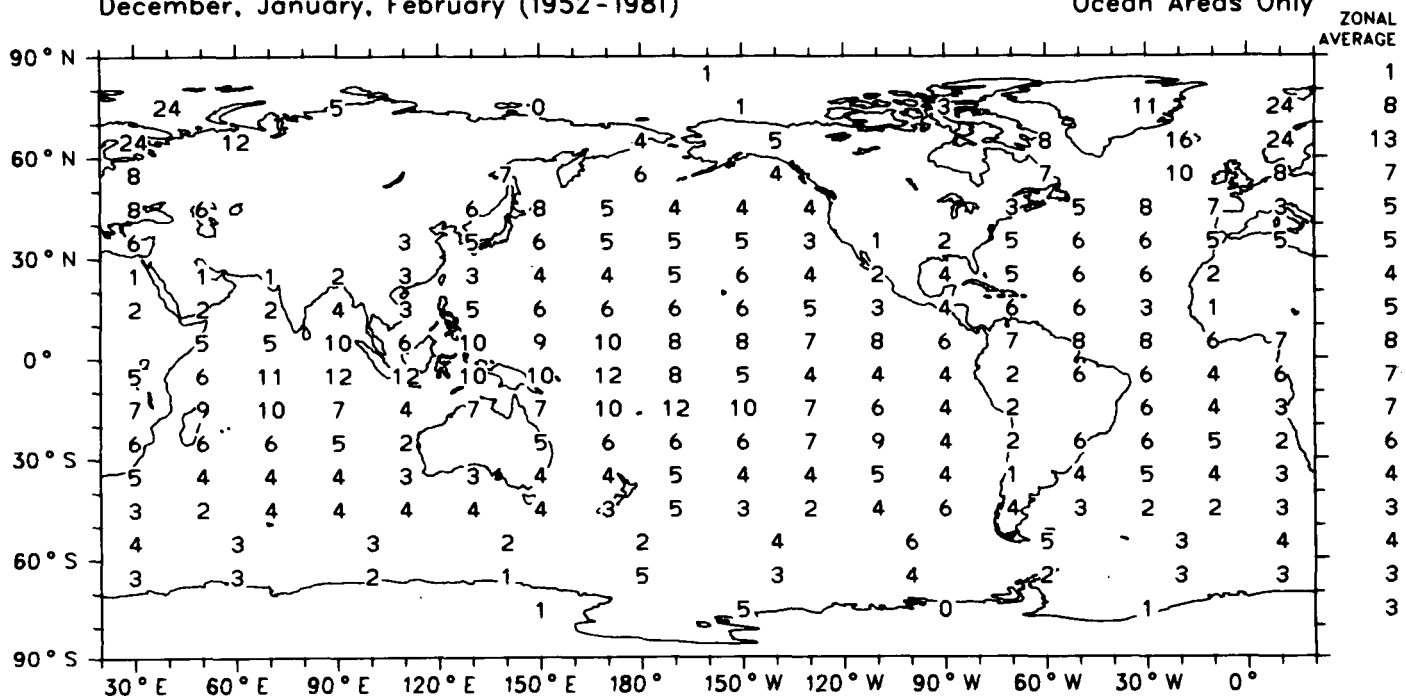 December, January, February (1952-1981) Ocean Areas Only
ZONAL
AVERAGE
90° N 1 1
24 5 0 1 3 11 24 8
24 12 4 5 8 16 24 13
60° N
8 7 6 4 7 10 8 7
8 6 6 8 5 4 4 4 3 5 8 7 3 5
6 3 5 6 5 5 5 3 1 2 5 6 6 5 5 5
30° N
1 1 1 2 3 3 4 4 5 6 4 2 4 5 6 6 2 4
2 2 2 4 3 5 6 6 6 6 5 3 4 6 6 3 1 5
5 5 10 6 10 9 10 8 8 7 8 6 7 8 8 6 7 8
0°
5 6 11 12 12 10 10 12 8 5 4 4 4 2 6 6 4 6 7
7 9 10 7 4 7 7 10 12 10 7 6 4 2 6 4 3 7
6 6 6 5 2 5 6 6 6 7 9 4 2 6 6 5 2 6
30° S
5 4 4 4 3 3 4 4 5 4 4 5 4 1 4 5 4 3 4
3 2 4 4 4 4 4 3 5 3 2 4 6 4 3 2 2 3 3
4 3 3 2 2 4 6 5 3 4 4
60° S
3 3 2 1 5 3 4 2 3 3 3
1 5 0 1 3
90° S
30° E 60° E 90° E 120° E 150° E 180° 150° W 120° W 90° W 60° W 30° W 0°